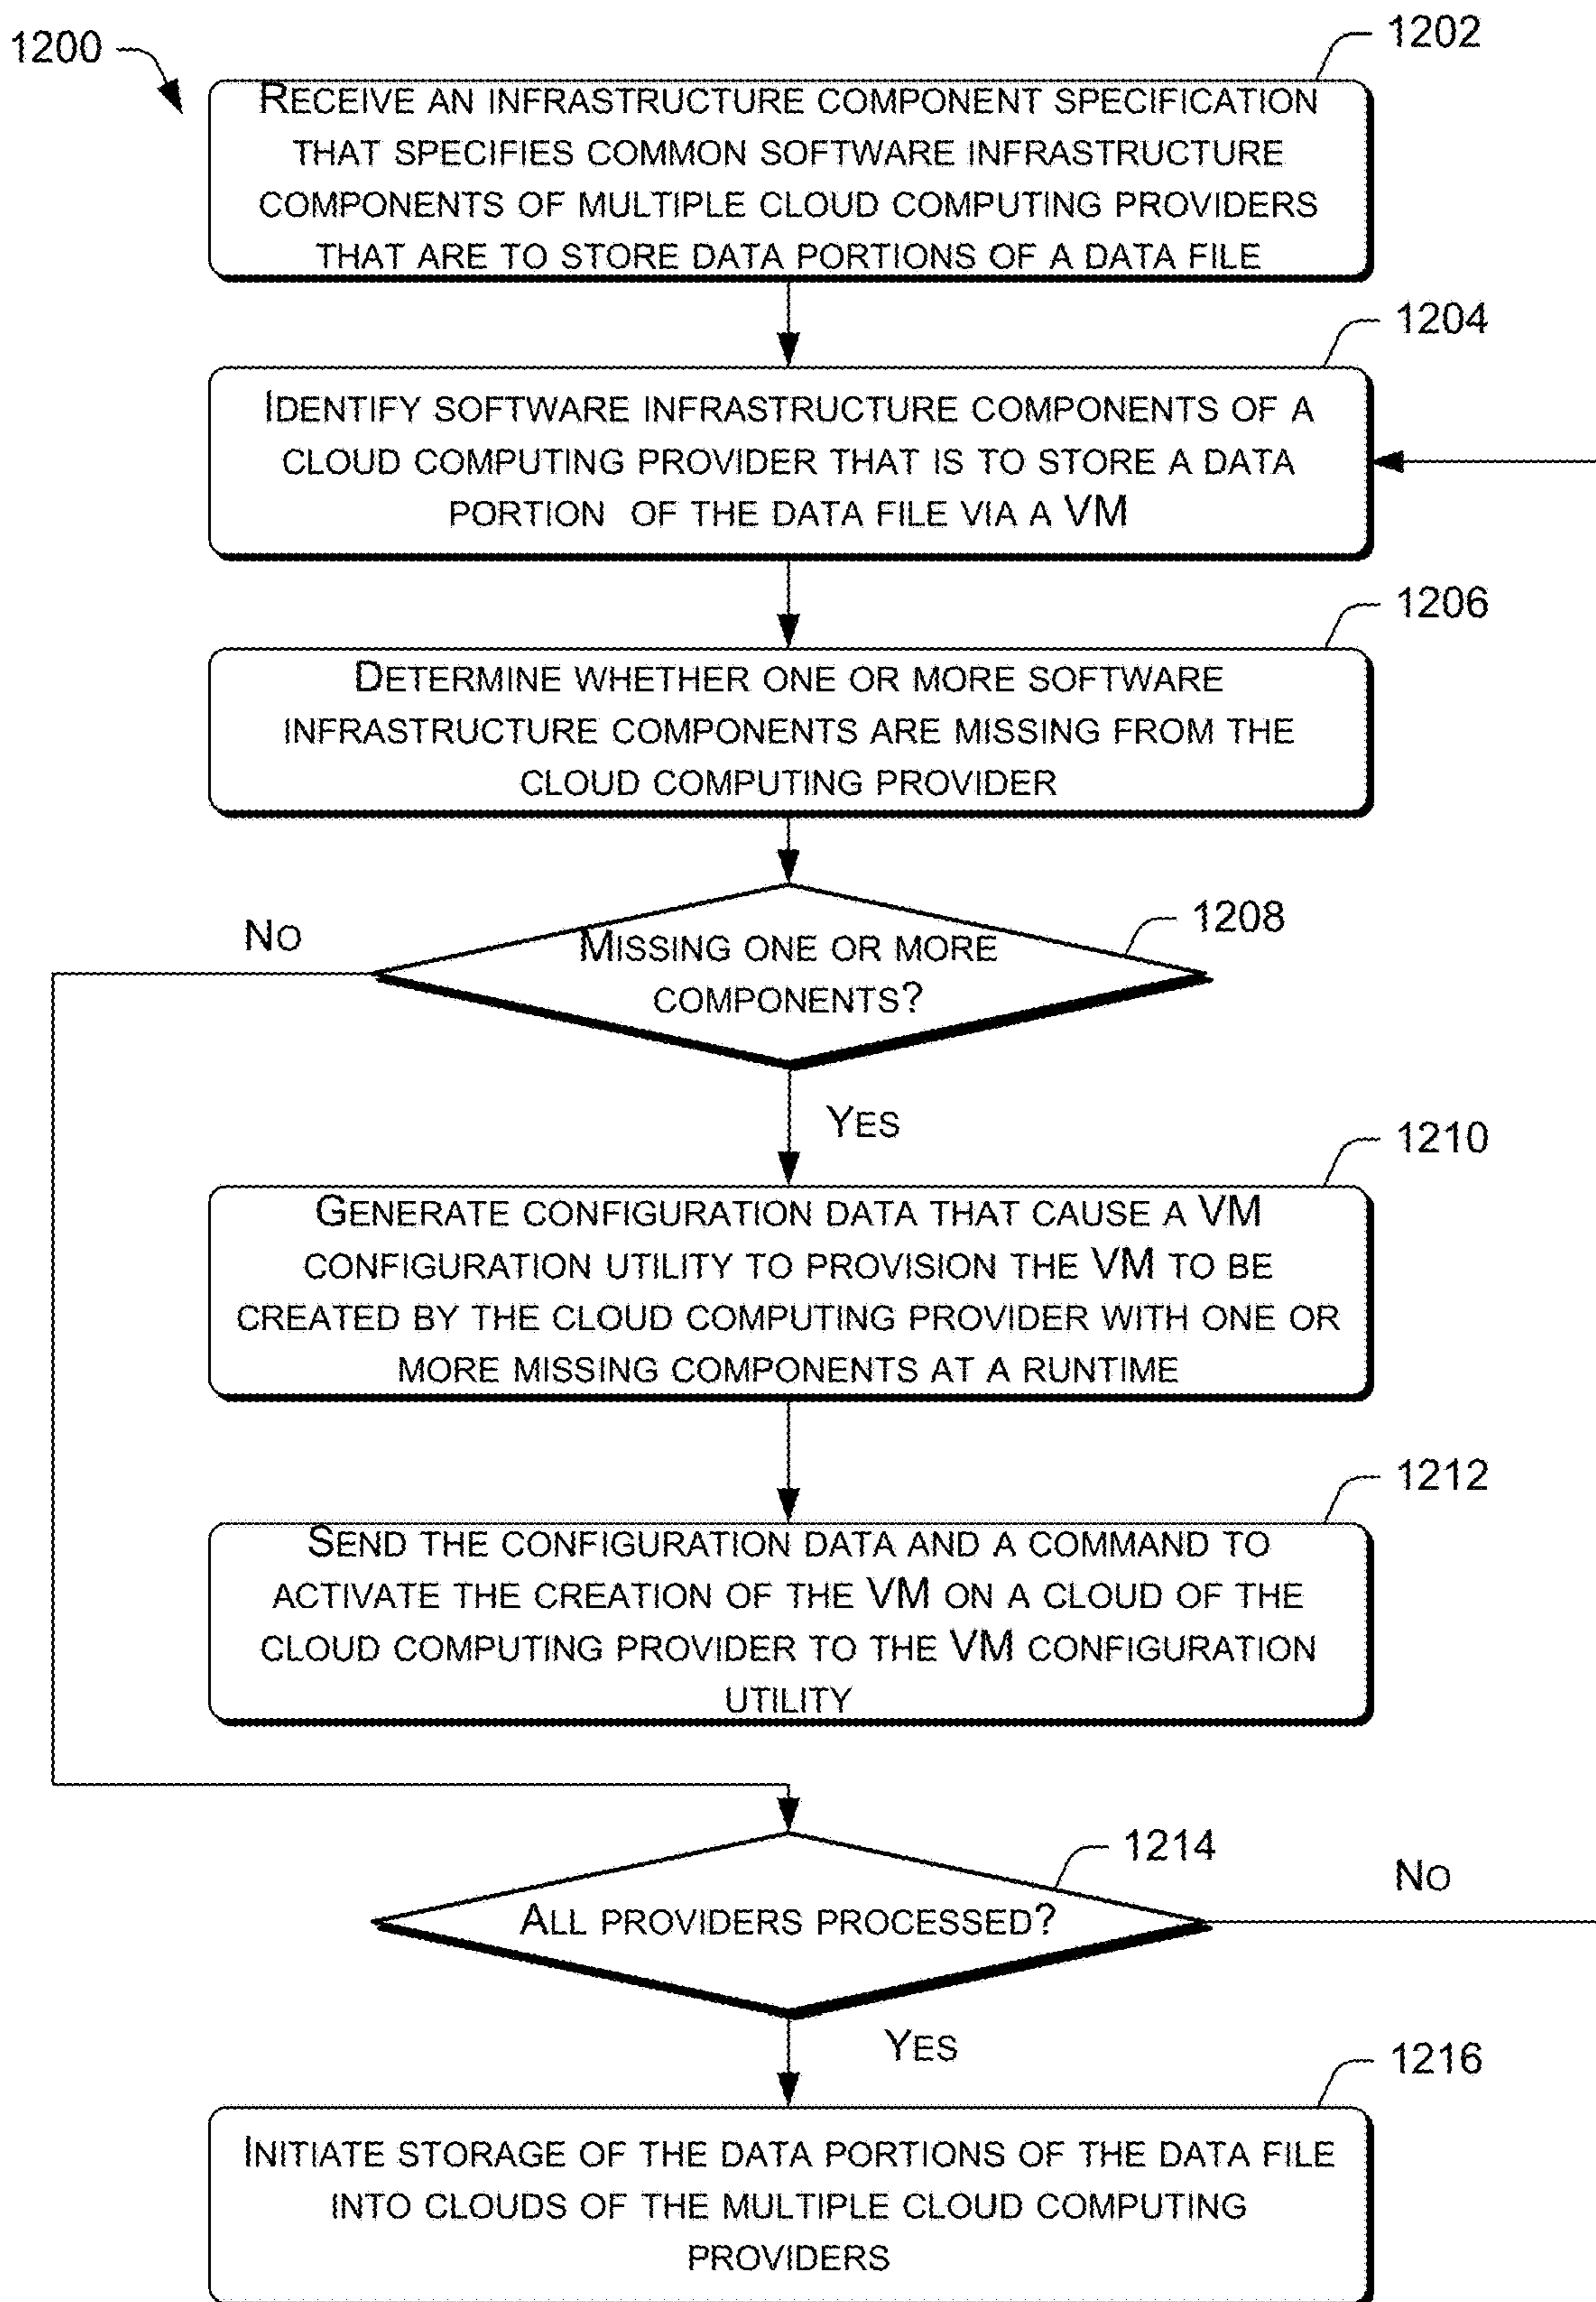 1200
1202
RECEIVE AN INFRASTRUCTURE COMPONENT SPECIFICATION
THAT SPECIFIES COMMON SOFTWARE INFRASTRUCTURE
COMPONENTS OF MULTIPLE CLOUD COMPUTING PROVIDERS
THAT ARE TO STORE DATA PORTIONS OF A DATA FILE
1204
IDENTIFY SOFTWARE INFRASTRUCTURE COMPONENTS OF A
CLOUD COMPUTING PROVIDER THAT IS TO STORE A DATA
PORTION OF THE DATA FILE VIA A VM
1206
DETERMINE WHETHER ONE OR MORE SOFTWARE
INFRASTRUCTURE COMPONENTS ARE MISSING FROM THE
CLOUD COMPUTING PROVIDER
1208
NO
MISSING ONE OR MORE
COMPONENTS?
YES
1210
GENERATE CONFIGURATION DATA THAT CAUSE A VM
CONFIGURATION UTILITY TO PROVISION THE VM TO BE
CREATED BY THE CLOUD COMPUTING PROVIDER WITH ONE OR
MORE MISSING COMPONENTS AT A RUNTIME
1212
SEND THE CONFIGURATION DATA AND A COMMAND TO
ACTIVATE THE CREATION OF THE VM ON A CLOUD OF THE
CLOUD COMPUTING PROVIDER TO THE VM CONFIGURATION
UTILITY
1214
NO
ALL PROVIDERS PROCESSED?
YES
1216
INITIATE STORAGE OF THE DATA PORTIONS OF THE DATA FILE
INTO CLOUDS OF THE MULTIPLE CLOUD COMPUTING
PROVIDERS